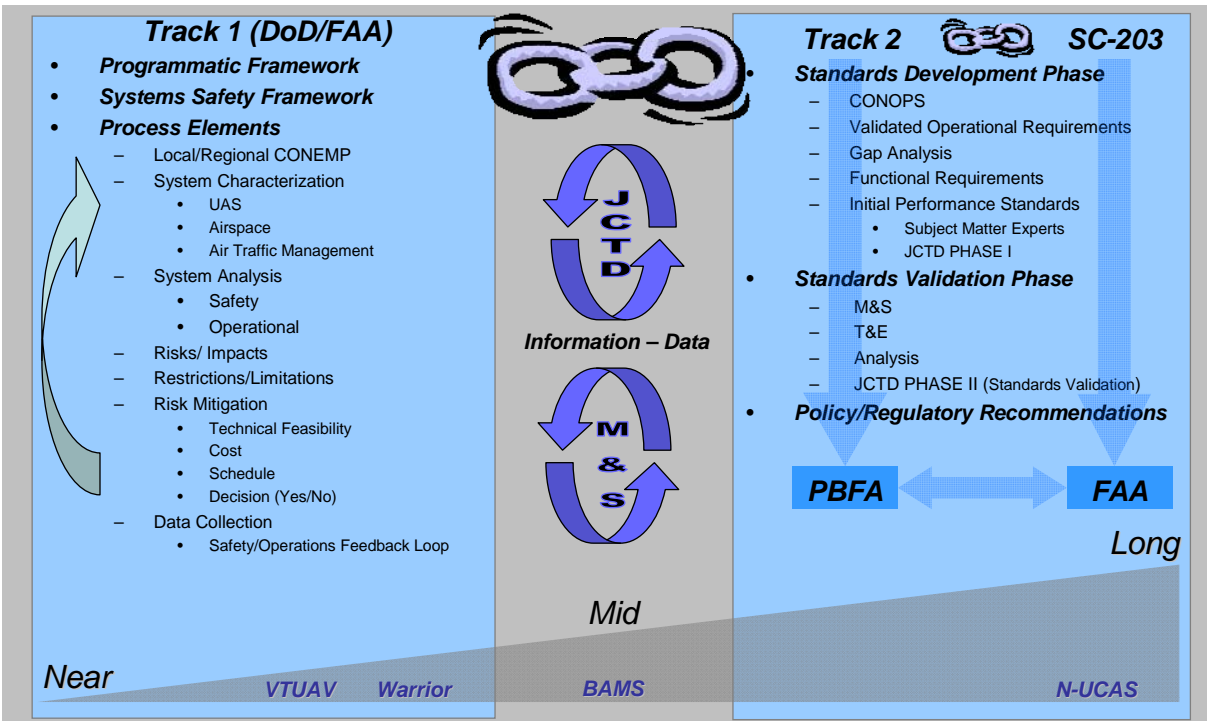 Track 1 (DoD/FAA)
• Programmatic Framework
• Systems Safety Framework
• Process Elements
– Local/Regional CONEMP
– System Characterization
• UAS
• Airspace
• Air Traffic Management
– System Analysis
• Safety
• Operational
– Risks/ Impacts
– Restrictions/Limitations
– Risk Mitigation
• Technical Feasibility
• Cost
• Schedule
• Decision (Yes/No)
– Data Collection
• Safety/Operations Feedback Loop
JCTD
Information – Data
M & S
Track 2 SC-203
• Standards Development Phase
– CONOPS
– Validated Operational Requirements
– Gap Analysis
– Functional Requirements
– Initial Performance Standards
• Subject Matter Experts
• JCTD PHASE I
• Standards Validation Phase
– M&S
– T&E
– Analysis
– JCTD PHASE II (Standards Validation)
• Policy/Regulatory Recommendations
PBFA FAA
Long
Mid
Near
VTUAV Warrior BAMS N-UCAS